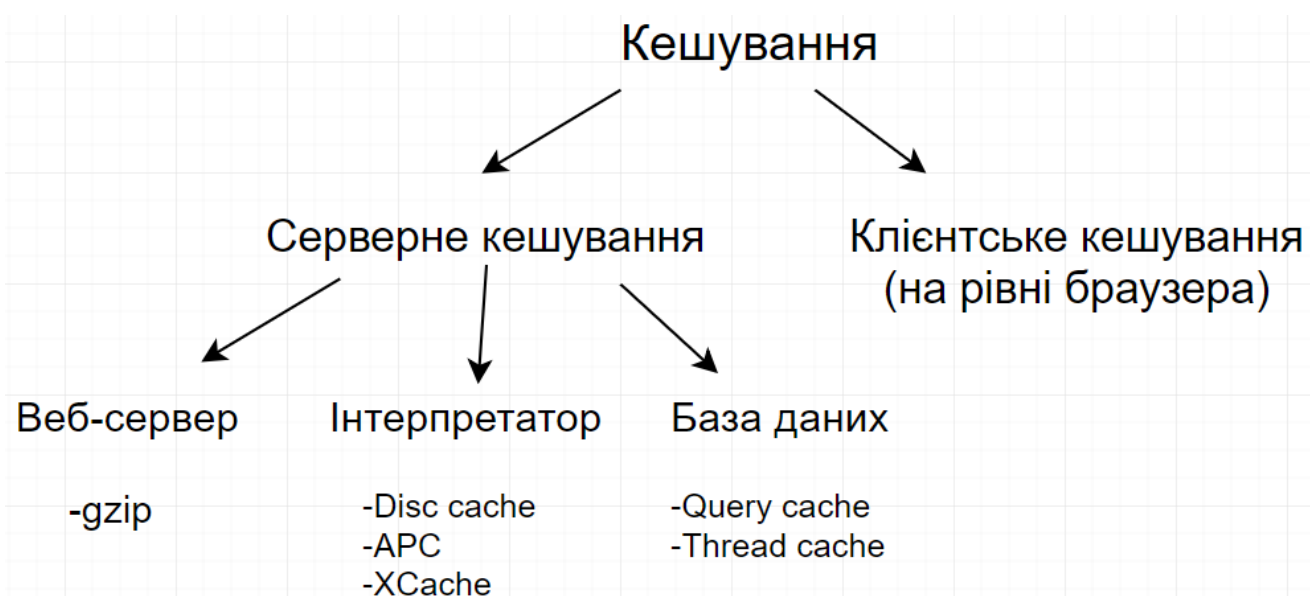 Кешування
Серверне кешування
Клієнтське кешування
(на рівні браузера)
Веб-сервер
-gzip
Інтерпретатор
-Disc cache
-APC
-XCache
База даних
-Query cache
-Thread cache